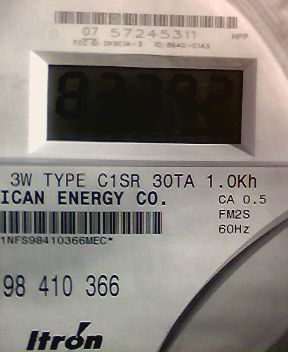 07 57245311
HPP
3W TYPE C1SR 30TA 1.0Kh
ICAN ENERGY CO.
CA 0.5
FM2S
60Hz
1NFS98410366MEC*
98 410 366
Itron